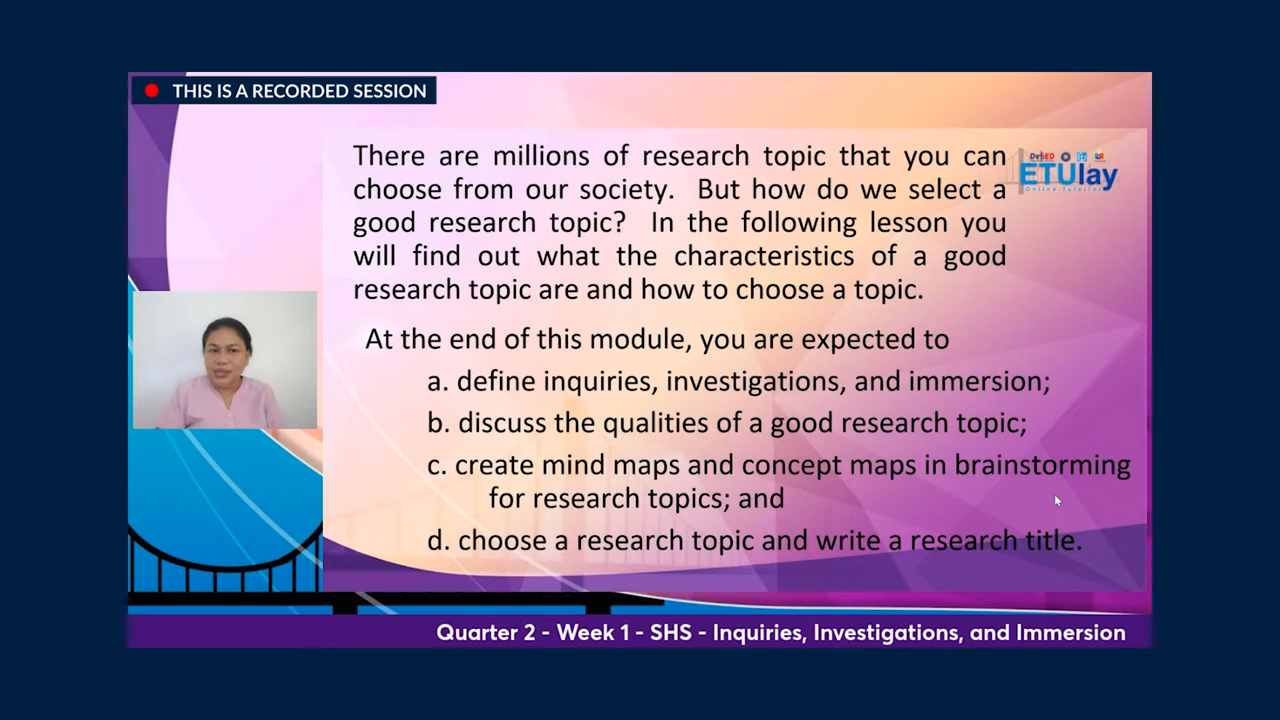 THIS IS A RECORDED SESSION
There are millions of research topic that you can
choose from our society. But how do we select a
good research topic? In the following lesson you
will find out what the characteristics of a good
research topic are and how to choose a topic.
DepED
ETUlay
Online Tutorial
At the end of this module, you are expected to
a. define inquiries, investigations, and immersion;
b. discuss the qualities of a good research topic;
c. create mind maps and concept maps in brainstorming
for research topics; and
d. choose a research topic and write a research title.
Quarter 2 - Week 1 - SHS - Inquiries, Investigations, and Immersion